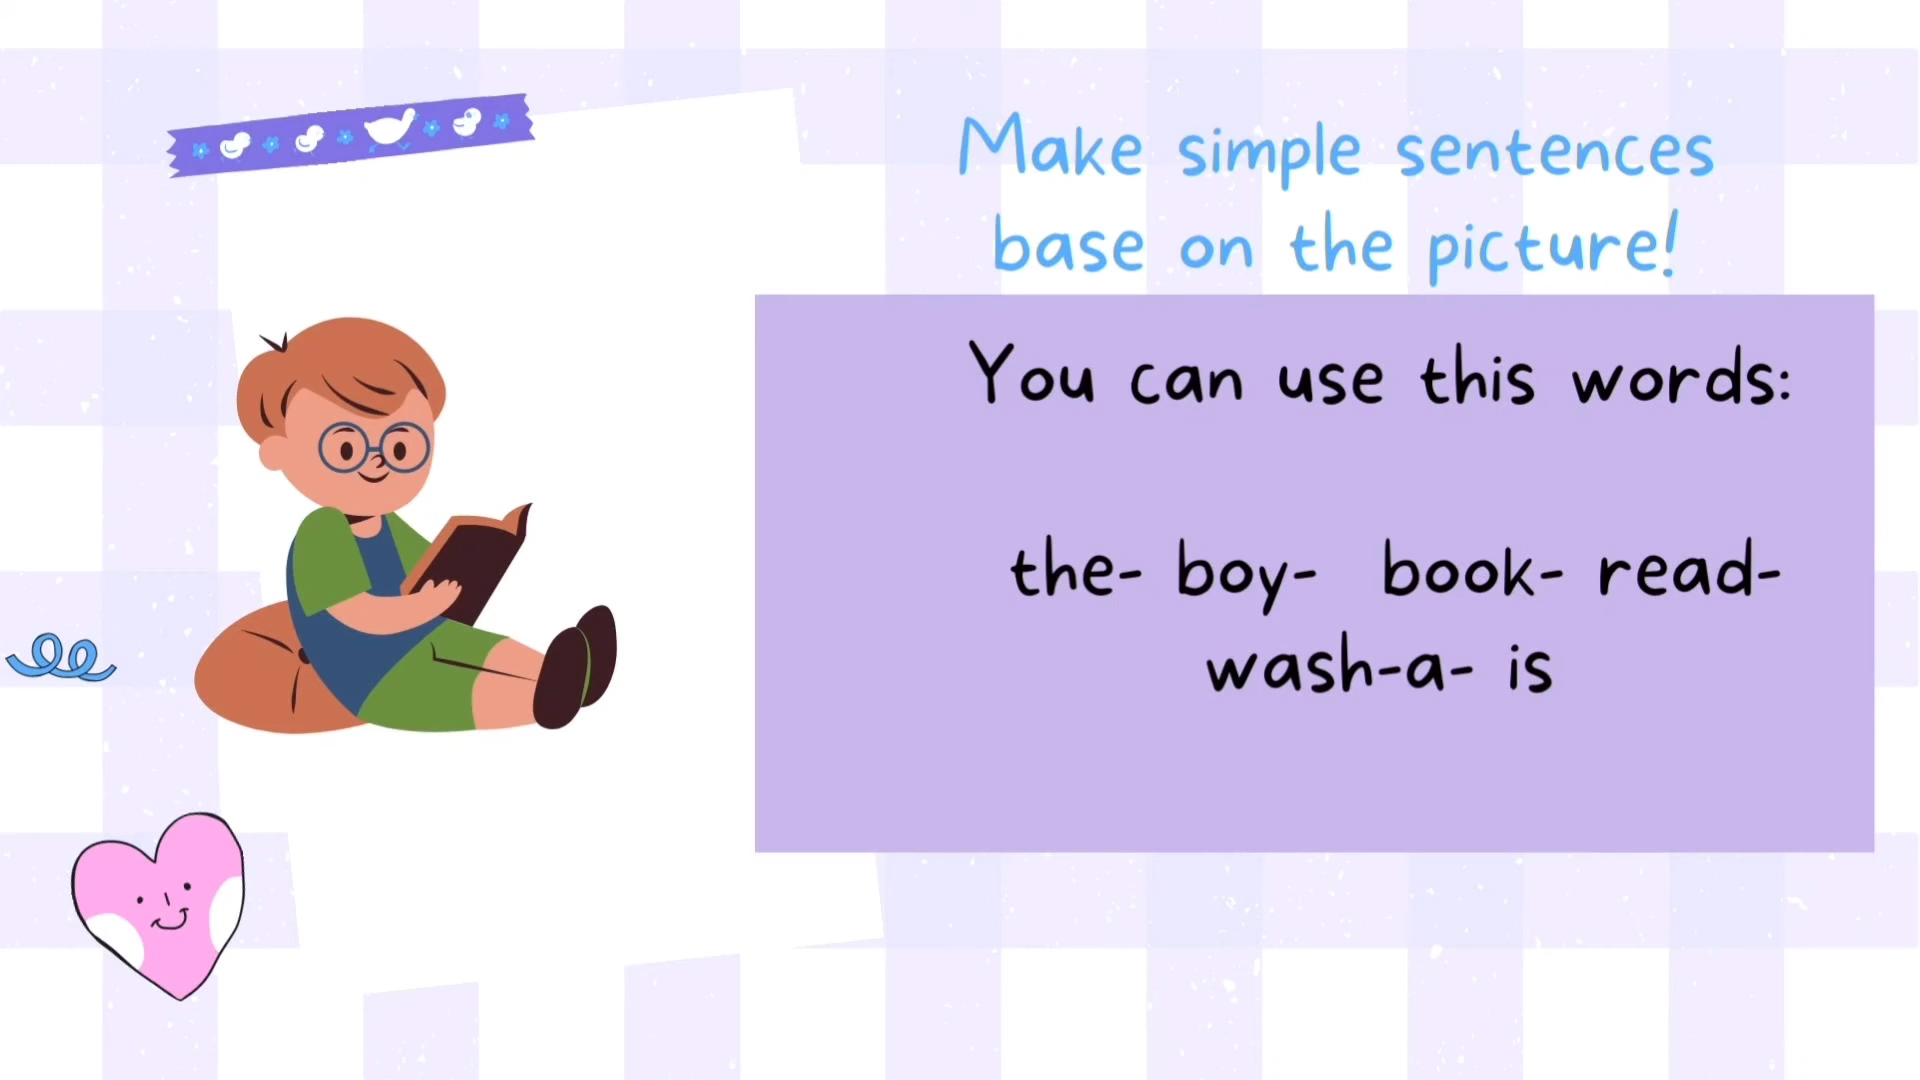 Make simple sentences
base on the picture!
You can use this words:
the- boy- book- read-
wash-a- is